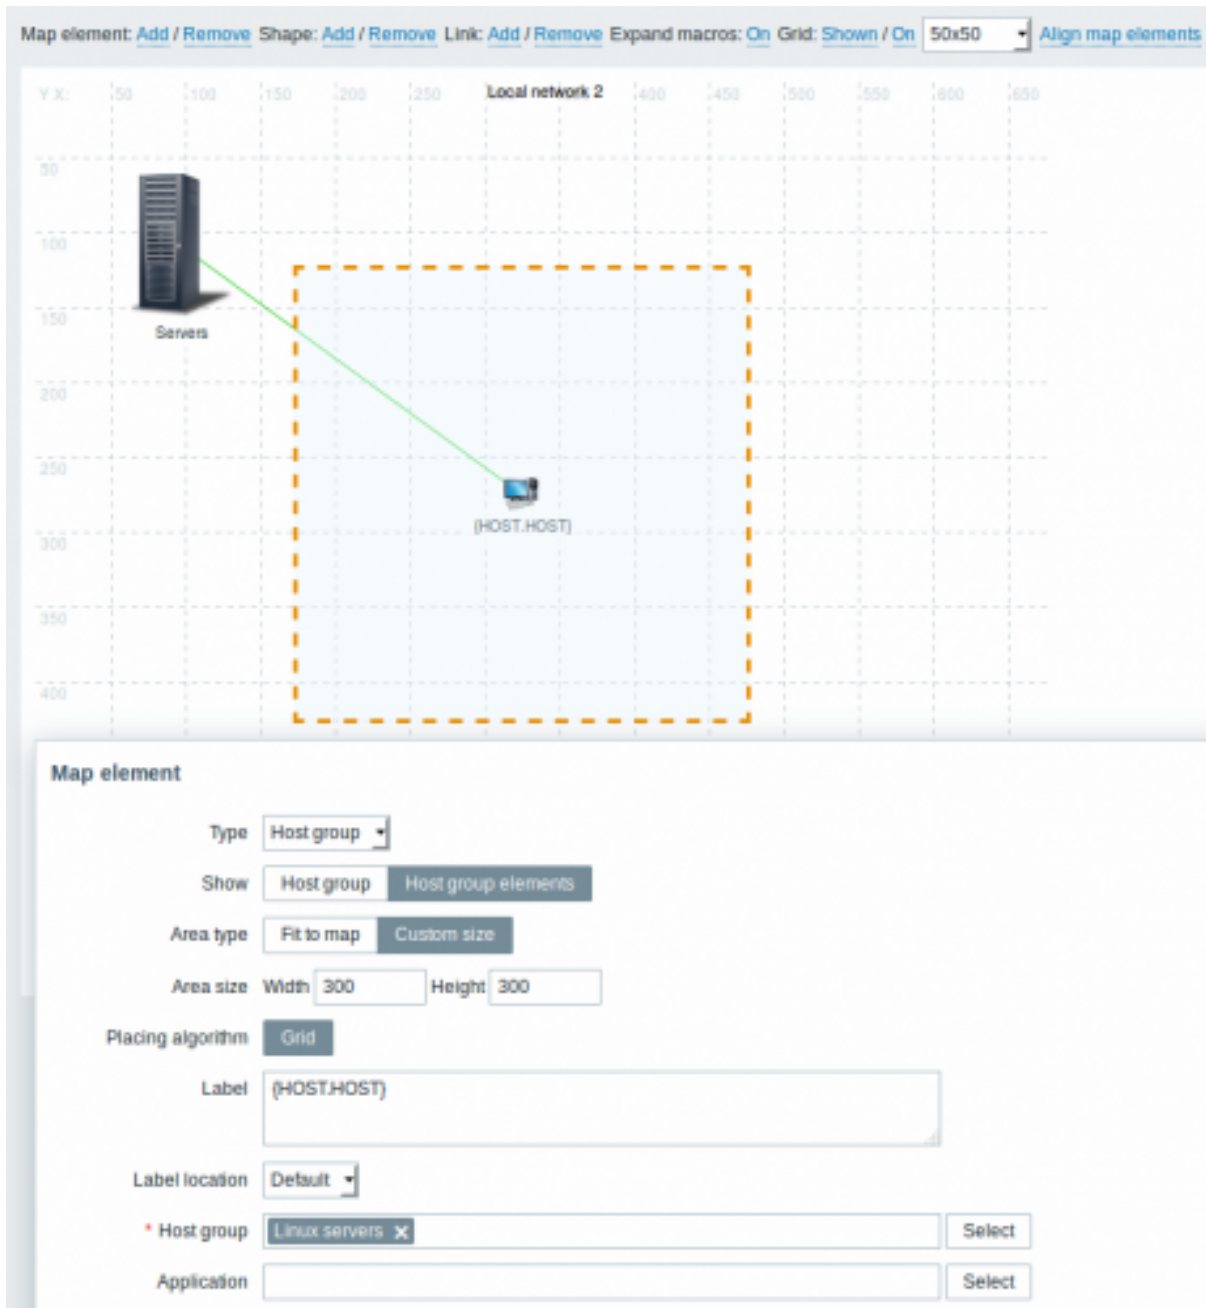 Map element: Add / Remove Shape: Add / Remove Link: Add / Remove Expand macros: On Grid: Shown / On 50x50 Align map elements
Y X: 50 100 150 200 250 Local network 2 400 450 500 550 600 650
50
100
150
Servers
200
250
{HOST.HOST}
300
350
400
Map element
Type Host group
Show Host group Host group elements
Area type Fit to map Custom size
Area size Width 300 Height 300
Placing algorithm Grid
Label {HOST.HOST}
Label location Default
* Host group Linux servers x Select
Application Select